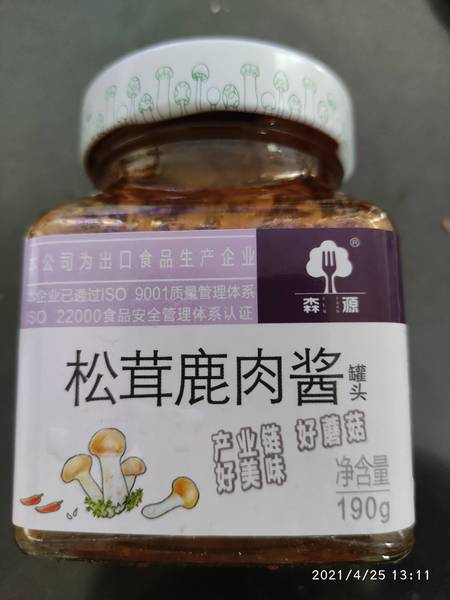 本公司为出口食品生产企业
本企业已通过ISO 9001质量管理体系
ISO 22000食品安全管理体系认证
®
森 源
松茸鹿肉酱罐头
产业链 好蘑菇
好美味
净含量
190g
2021/4/25 13:11